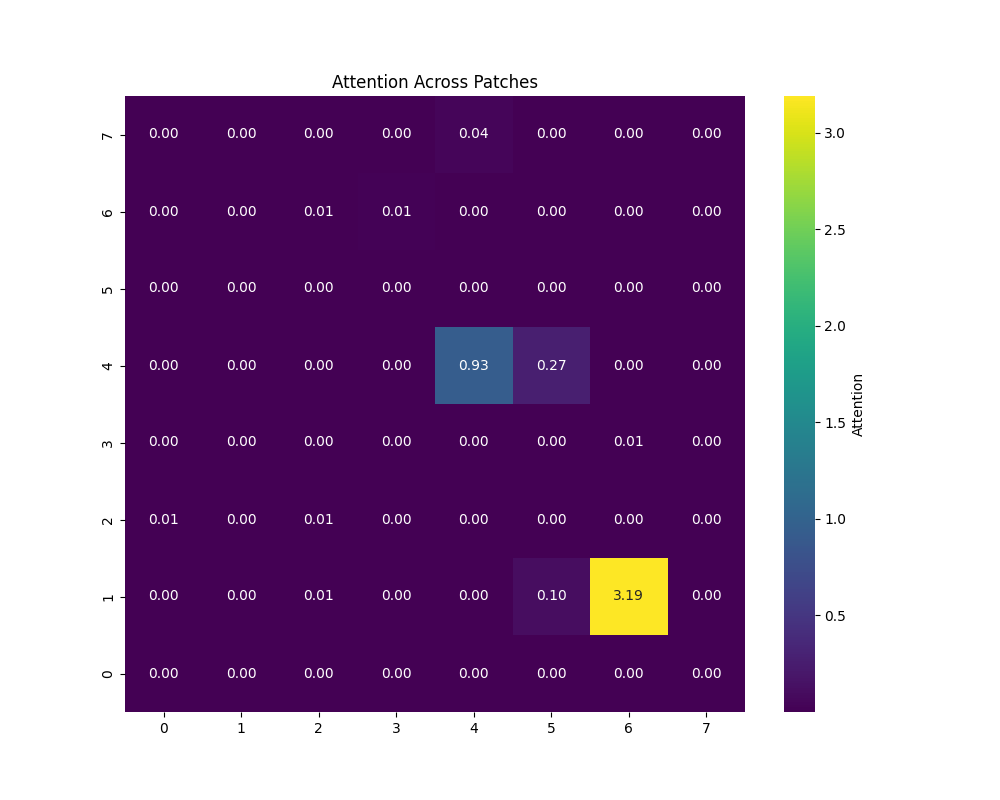 Attention Across Patches
7 0.00 0.00 0.00 0.00 0.04 0.00 0.00 0.00
3.0
6 0.00 0.00 0.01 0.01 0.00 0.00 0.00 0.00
2.5
5 0.00 0.00 0.00 0.00 0.00 0.00 0.00 0.00
2.0
4 0.00 0.00 0.00 0.00 0.93 0.27 0.00 0.00
Attention
1.5
3 0.00 0.00 0.00 0.00 0.00 0.00 0.01 0.00
2 0.01 0.00 0.01 0.00 0.00 0.00 0.00 0.00
1.0
1 0.00 0.00 0.01 0.00 0.00 0.10 3.19 0.00
0.5
0 0.00 0.00 0.00 0.00 0.00 0.00 0.00 0.00
0 1 2 3 4 5 6 7